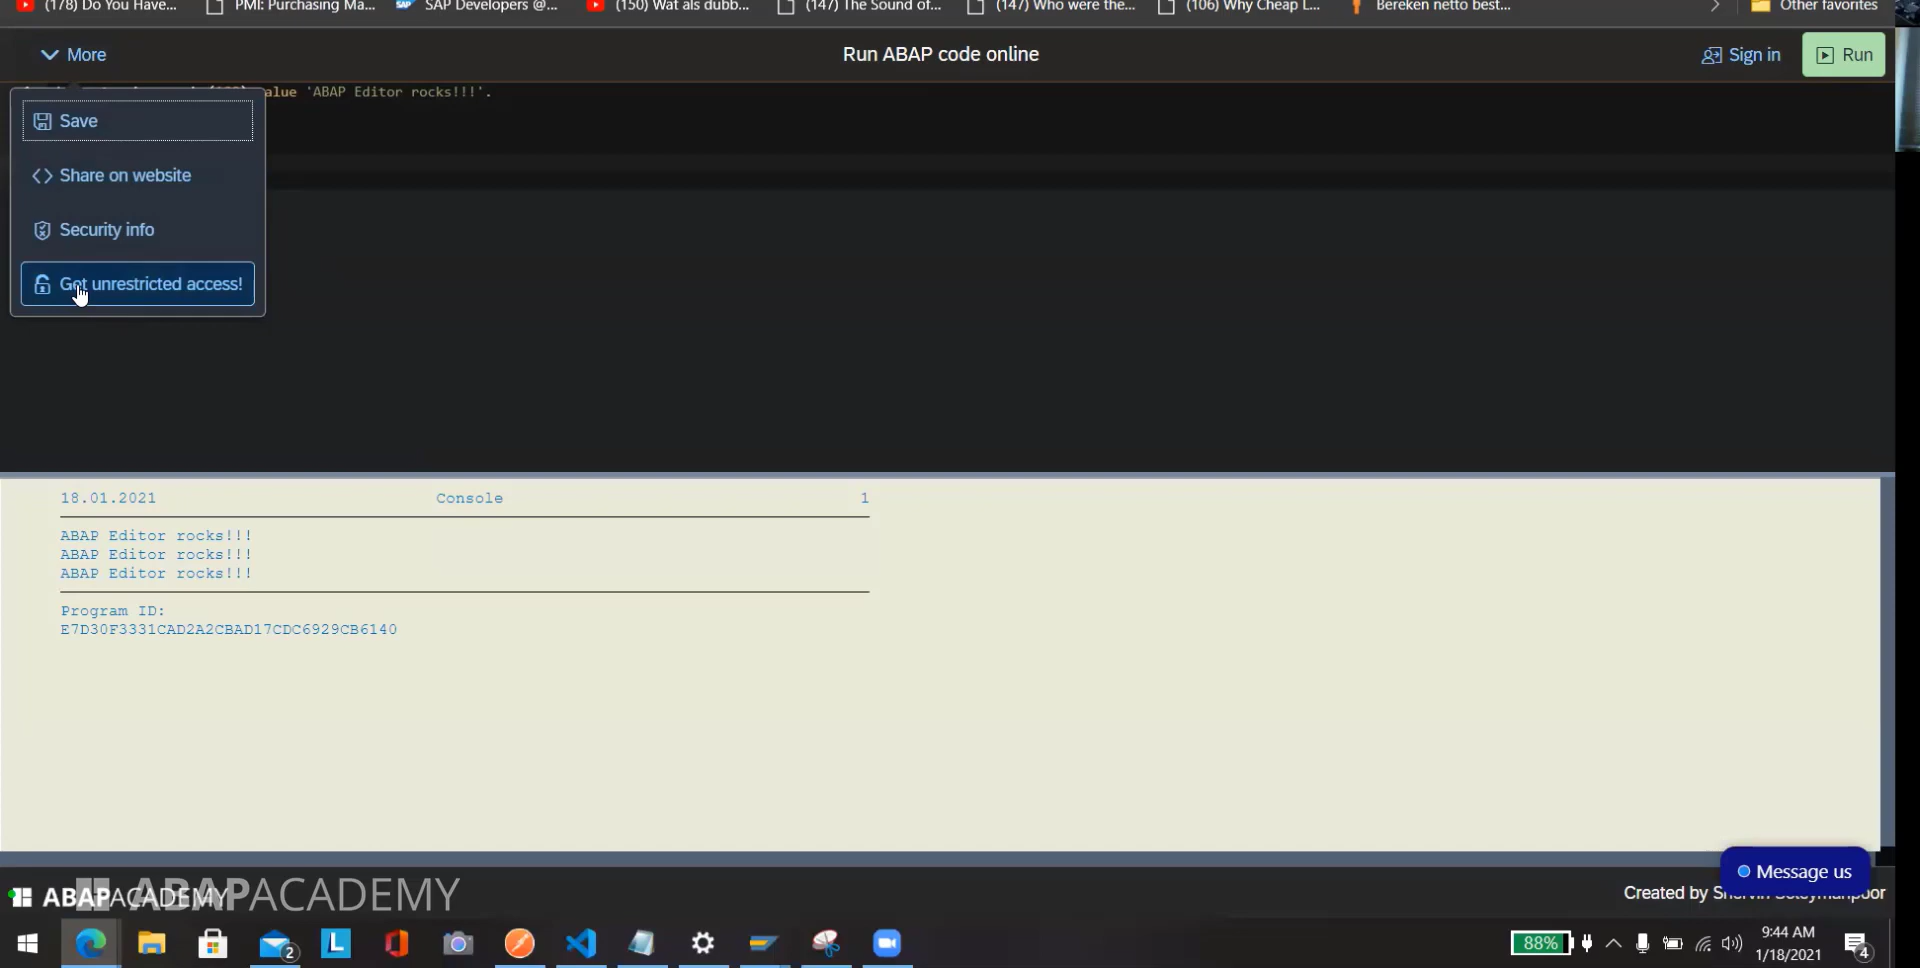 (178) Do You Have... PMI: Purchasing Ma... SAP Developers @... (150) Wat als dubb... (147) The Sound of... (147) Who were the... (106) Why Cheap L... Bereken netto best... Other favorites
More Run ABAP code online Sign in Run
value 'ABAP Editor rocks!!!'.
Save
Share on website
Security info
Get unrestricted access!
18.01.2021 Console 1
ABAP Editor rocks!!!
ABAP Editor rocks!!!
ABAP Editor rocks!!!
Program ID:
E7D30F3331CAD2A2CBAD17CDC6929CB6140
Message us
ABAPACADEMY ABAPACADEMY Created by
2 L 88% 9:44 AM
1/18/2021 4